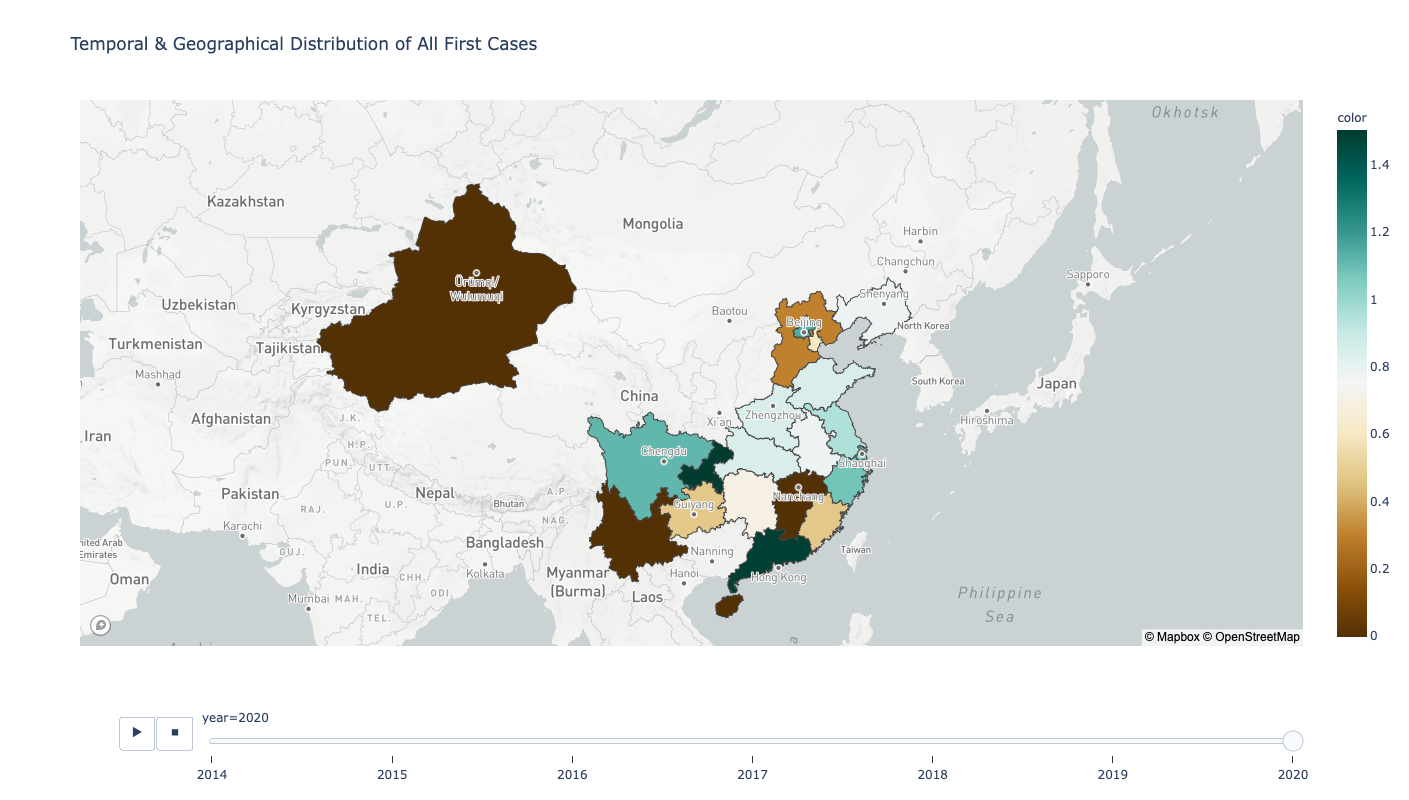 Temporal & Geographical Distribution of All First Cases
Okhotsk
color
Kazakhstan
Mongolia
Harbin
Changchun
Sapporo
Ürümqi/
Wulumuqi
Shenyang
Uzbekistan
Kyrgyzstan
Baotou
Beijing
North Korea
Turkmenistan
Tajikistan
Mashhad
South Korea
Japan
China
Afghanistan
J.K.
Xi'an
Zhengzhou
Hiroshima
Iran
H.P.
PUN.
UTT.
Chengdu
Shanghai
Pakistan
Nepal
A.P.
Bhutan
Nanchang
RAJ.
U.P.
Guiyang
NAG.
Karachi
Bangladesh
Taiwan
nited Arab
Emirates
GUJ.
Nanning
Oman
India
CHH.
Kolkata
Myanmar
(Burma)
Hanoi
Hong Kong
Laos
ODI.
Mumbai
MAH.
TEL.
Philippine
Sea
© Mapbox © OpenStreetMap
1.4
1.2
1
0.8
0.6
0.4
0.2
0
year=2020
2014
2015
2016
2017
2018
2019
2020